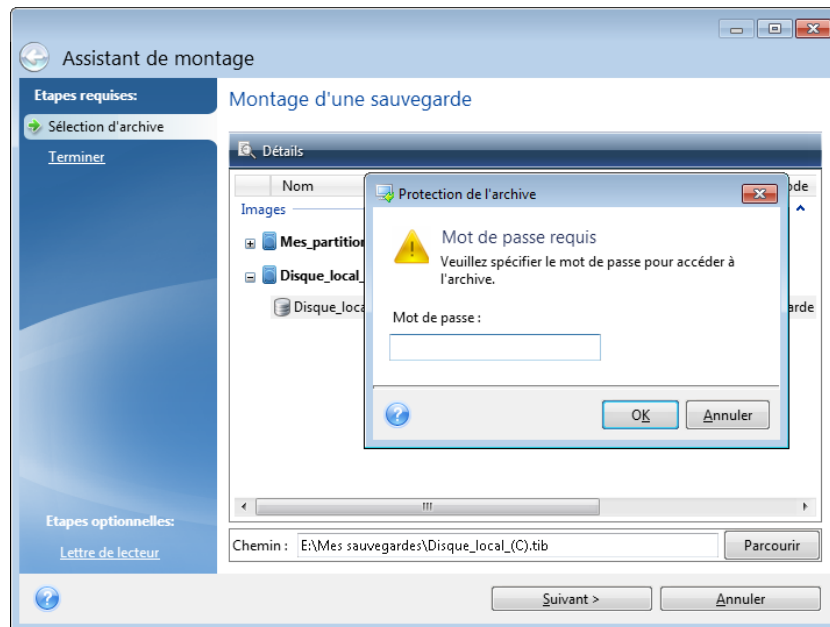 Assistant de montage
Etapes requises:
Sélection d'archive
Terminer
Etapes optionnelles:
Lettre de lecteur
Montage d'une sauvegarde
Détails
Nom
ode
Images
Mes_partition
Disque_local_
Disque_loca
arde
Protection de l'archive
Mot de passe requis
Veuillez spécifier le mot de passe pour accéder à
l'archive.
Mot de passe :
OK
Annuler
Chemin : E:\Mes sauvegardes\Disque_local_(C).tib
Parcourir
Suivant >
Annuler